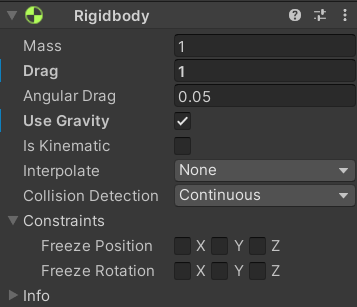 Rigidbody
Mass 1
Drag 1
Angular Drag 0.05
Use Gravity
Is Kinematic
Interpolate None
Collision Detection Continuous
Constraints
Freeze Position X Y Z
Freeze Rotation X Y Z
Info